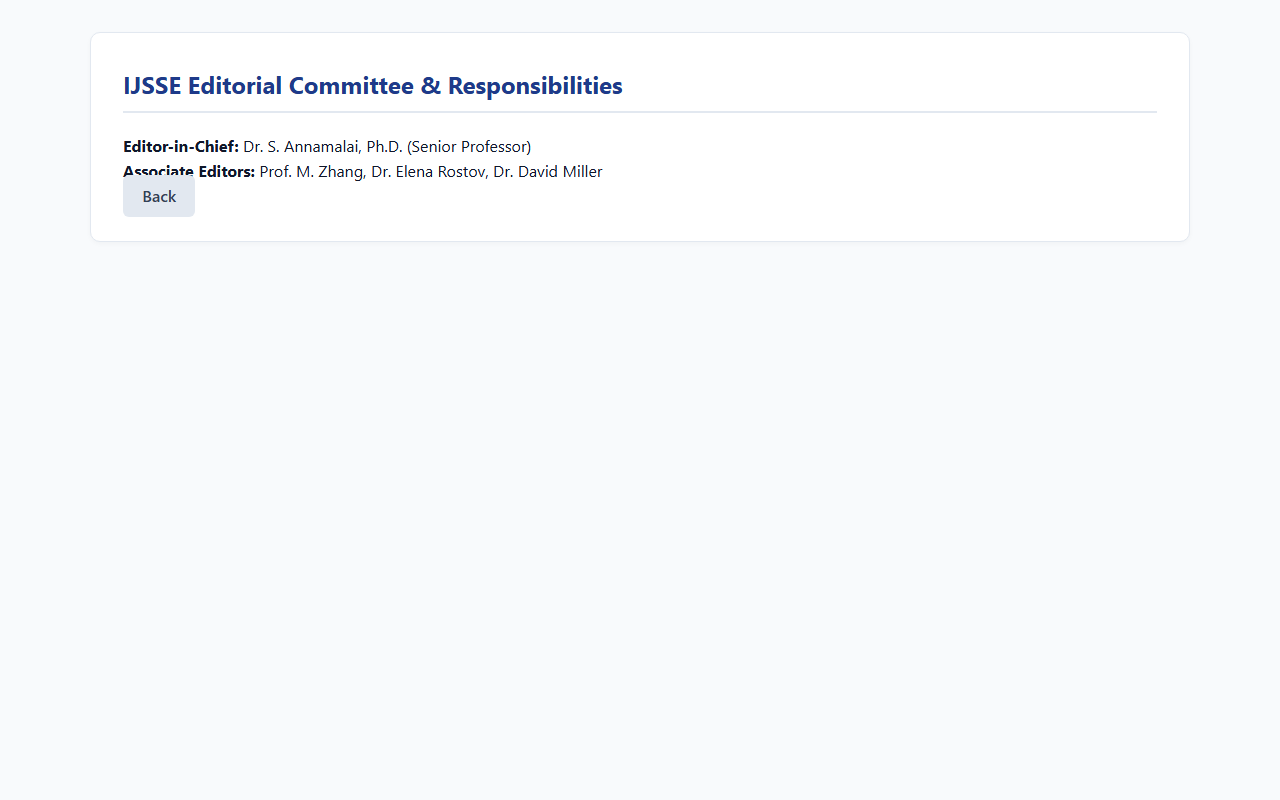 IJSSE Editorial Committee & Responsibilities
Editor-in-Chief: Dr. S. Annamalai, Ph.D. (Senior Professor)
Associate Editors: Prof. M. Zhang, Dr. Elena Rostov, Dr. David Miller
Back